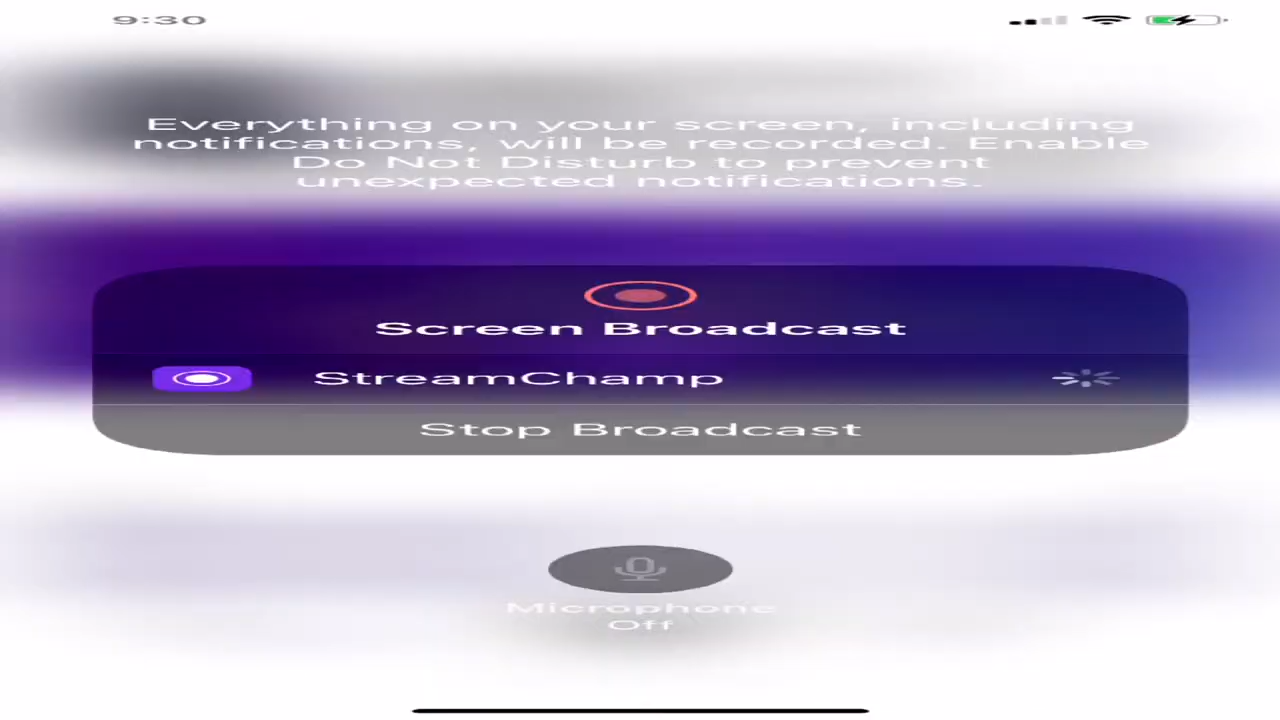 9:30
Everything on your screen, including
notifications, will be recorded. Enable
Do Not Disturb to prevent
unexpected notifications.
Screen Broadcast
StreamChamp
Stop Broadcast
Microphone
Off